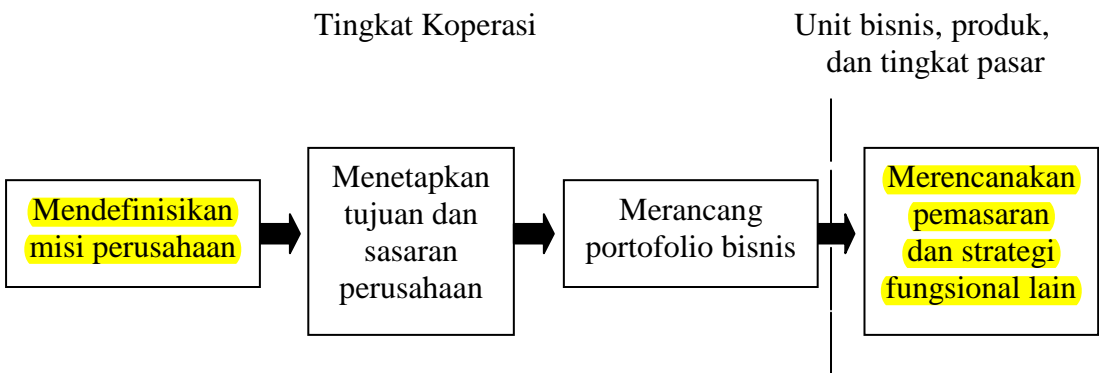 Tingkat Koperasi
Unit bisnis, produk,
dan tingkat pasar
Mendefinisikan
misi perusahaan
Menetapkan
tujuan dan
sasaran
perusahaan
Merancang
portofolio bisnis
Merencanakan
pemasaran
dan strategi
fungsional lain